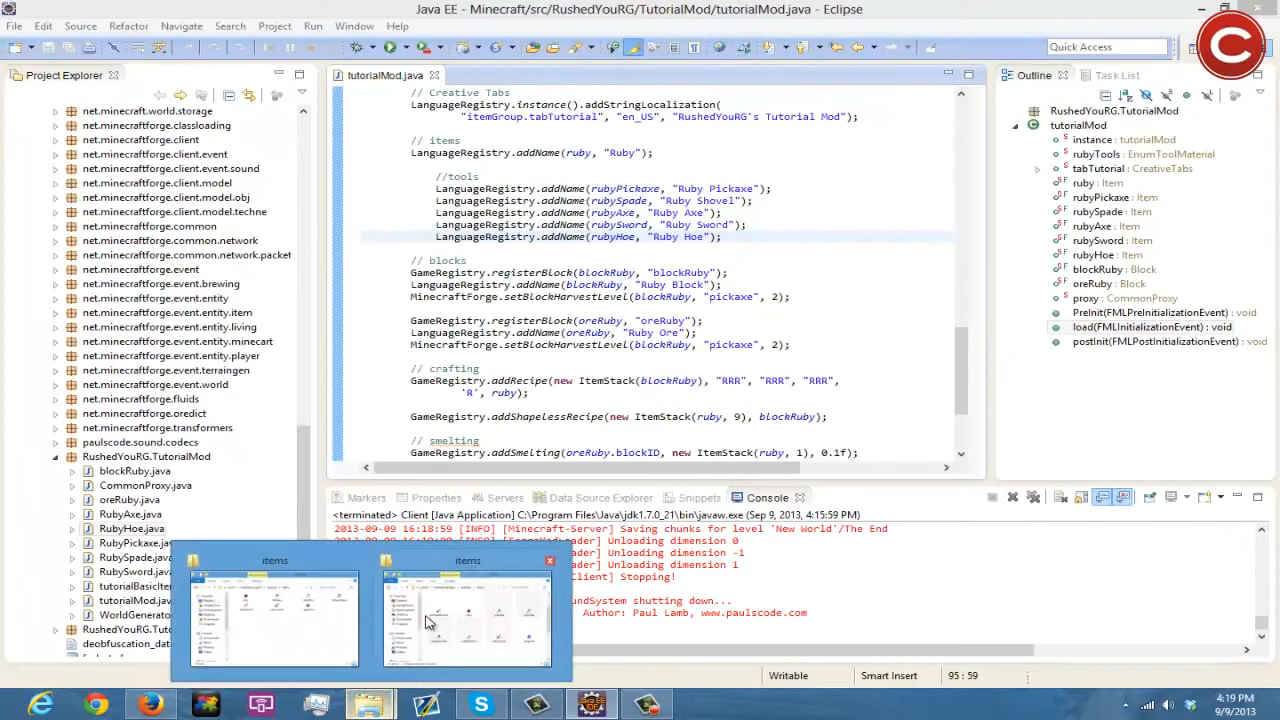 Java EE - Minecraft/src/RushedYouRG/TutorialMod/tutorialMod.java - Eclipse
File Edit Source Refactor Navigate Search Project Run Window Help
Quick Access
Project Explorer
net.minecraft.world.storage
net.minecraftforge.classloading
net.minecraftforge.client
net.minecraftforge.client.event
net.minecraftforge.client.event.sound
net.minecraftforge.client.model
net.minecraftforge.client.model.obj
net.minecraftforge.client.model.techne
net.minecraftforge.common
net.minecraftforge.common.network
net.minecraftforge.common.network.packet
net.minecraftforge.event
net.minecraftforge.event.brewing
net.minecraftforge.event.entity
net.minecraftforge.event.entity.item
net.minecraftforge.event.entity.living
net.minecraftforge.event.entity.minecart
net.minecraftforge.event.entity.player
net.minecraftforge.event.terraingen
net.minecraftforge.event.world
net.minecraftforge.fluids
net.minecraftforge.oredict
net.minecraftforge.transformers
paulscode.sound.codecs
RushedYouRG.TutorialMod
blockRuby.java
CommonProxy.java
oreRuby.java
RubyAxe.java
RubyHoe.java
RubyPickaxe.jav
RubySpade.java
RubySword.java
tutorialBasicIte
tutorialMod.java
WorldGenerator
RushedYouRG.Tut
deobfuscation_da
tutorialMod.java
// Creative Tabs
LanguageRegistry.instance().addStringLocalization(
"itemGroup.tabTutorial", "en_US", "RushedYouRG's Tutorial Mod");
// items
LanguageRegistry.addName(ruby, "Ruby");
//tools
LanguageRegistry.addName(rubyPickaxe, "Ruby Pickaxe");
LanguageRegistry.addName(rubySpade, "Ruby Shovel");
LanguageRegistry.addName(rubyAxe, "Ruby Axe");
LanguageRegistry.addName(rubySword, "Ruby Sword");
LanguageRegistry.addName(rubyHoe, "Ruby Hoe");
// blocks
GameRegistry.registerBlock(blockRuby, "blockRuby");
LanguageRegistry.addName(blockRuby, "Ruby Block");
MinecraftForge.setBlockHarvestLevel(blockRuby, "pickaxe", 2);
GameRegistry.registerBlock(oreRuby, "oreRuby");
LanguageRegistry.addName(oreRuby, "Ruby Ore");
MinecraftForge.setBlockHarvestLevel(blockRuby, "pickaxe", 2);
// crafting
GameRegistry.addRecipe(new ItemStack(blockRuby), "RRR", "RRR", "RRR",
'R', ruby);
GameRegistry.addShapelessRecipe(new ItemStack(ruby, 9), blockRuby);
// smelting
GameRegistry.addSmelting(oreRuby.blockID, new ItemStack(ruby, 1), 0.1f);
Outline Task List
RushedYouRG.TutorialMod
tutorialMod
instance : tutorialMod
rubyTools : EnumToolMaterial
tabTutorial : CreativeTabs
ruby : Item
rubyPickaxe : Item
rubySpade : Item
rubyAxe : Item
rubySword : Item
rubyHoe : Item
blockRuby : Block
oreRuby : Block
proxy : CommonProxy
PreInit(FMLPreInitializationEvent) : void
load(FMLInitializationEvent) : void
postInit(FMLPostInitializationEvent) : void
Markers Properties Servers Data Source Explorer Snippets Console
<terminated> Client [Java Application] C:\Program Files\Java\jdk1.7.0_21\bin\javaw.exe (Sep 9, 2013, 4:15:59 PM)
2013-09-09 16:18:59 [INFO] [Minecraft-Server] Saving chunks for level 'New World'/The End
Unloading dimension 0
ader] Unloading dimension -1
ader] Unloading dimension 1
undSystem shutting down...
Author: Paul Lamb, www.paulscode.com
items items
Writable Smart Insert 95 : 59
4:19 PM
9/9/2013